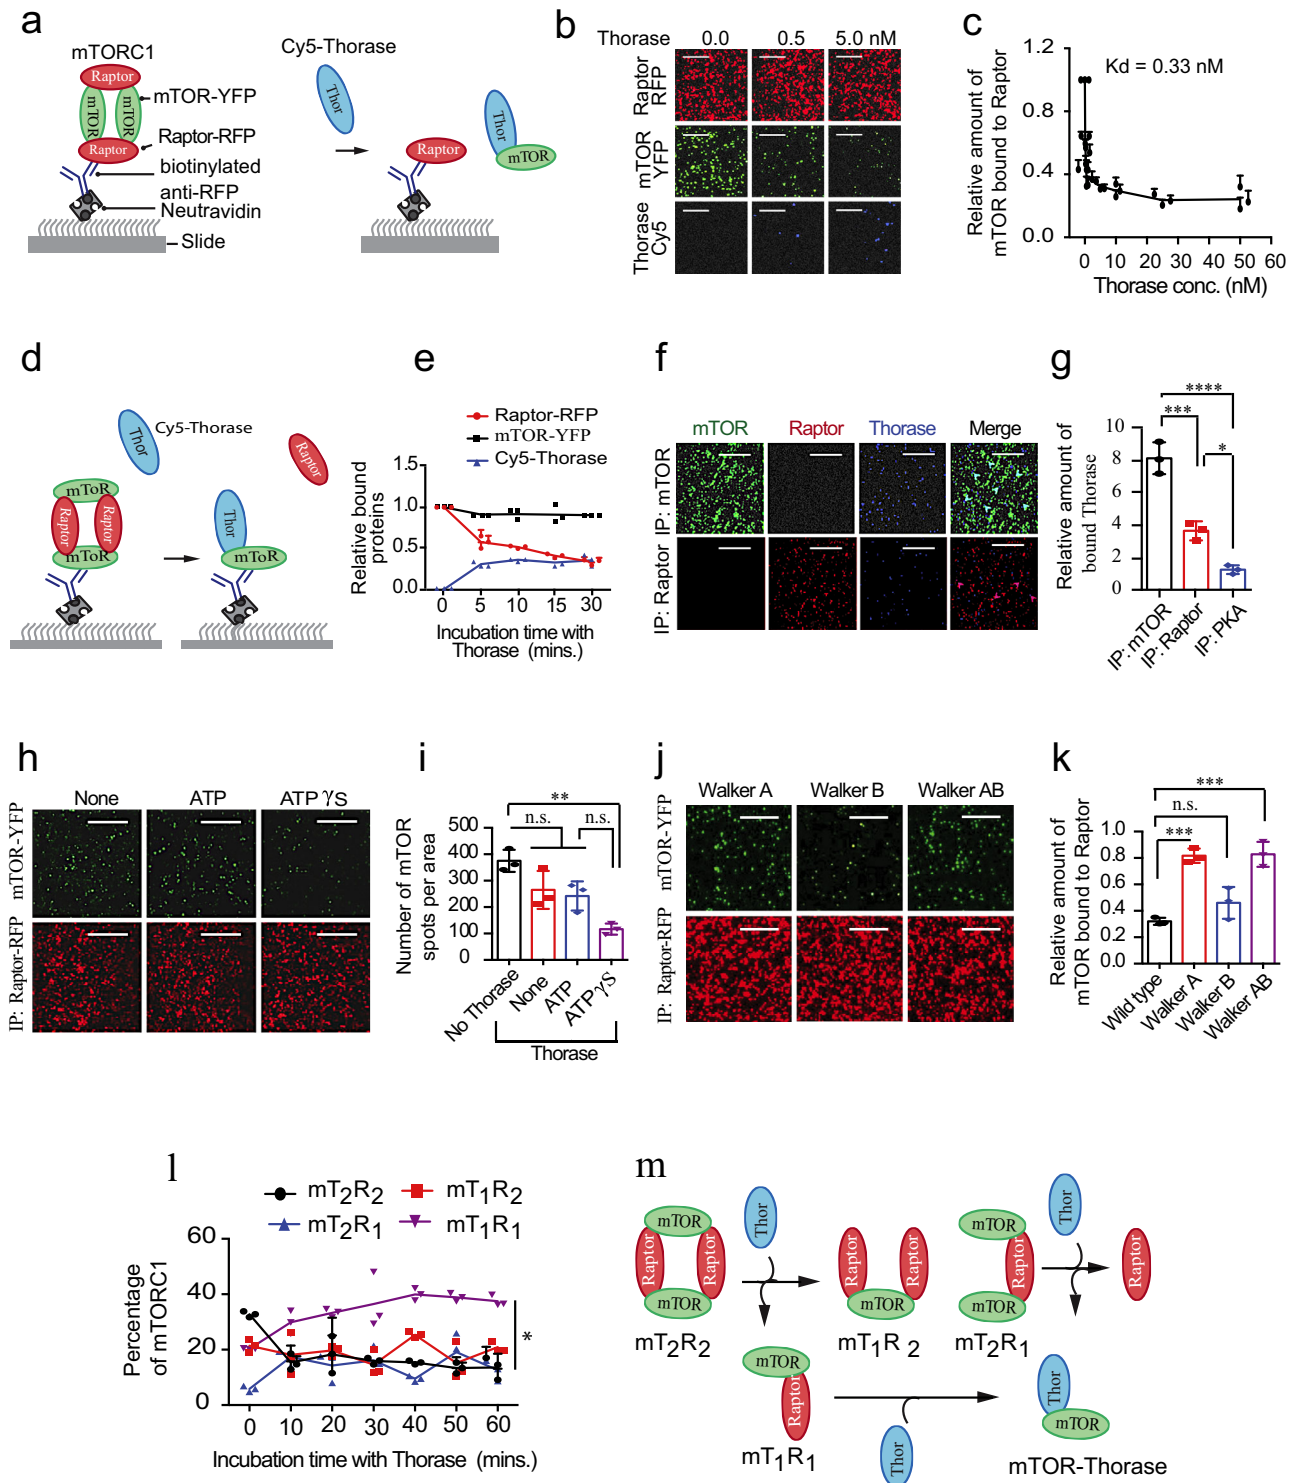 a
mTORC1
Raptor
mTOR
mTOR
Raptor
mTOR-YFP
Raptor-RFP
biotinylated
anti-RFP
Neutravidin
Slide
Cy5-Thorase
Thor
Raptor
Thor
mTOR
b
Thorase 0.0 0.5 5.0 nM
Raptor
RFP
mTOR
YFP
Thorase
Cy5
c
Relative amount of
mTOR bound to Raptor
1.2
0.8
0.4
0.0
Kd = 0.33 nM
0 10 20 30 40 50 60
Thorase conc. (nM)
d
Thor
Cy5-Thorase
Raptor
mToR
Raptor
Raptor
mToR
Thor
mToR
e
Raptor-RFP
mTOR-YFP
Cy5-Thorase
Relative bound
proteins
1.5
1.0
0.5
0.0
0 5 10 15 30
Incubation time with
Thorase (mins.)
f
mTOR Raptor Thorase Merge
IP: mTOR
IP: Raptor
g
Relative amount of
bound Thorase
10
8
6
4
2
0
****
***
*
IP: mTOR
IP: Raptor
IP: PKA
h
None ATP ATPγS
mTOR-YFP
IP: Raptor-RFP
i
Number of mTOR
spots per area
500
400
300
200
100
0
**
n.s.
n.s.
No Thorase
None
ATP
ATPγS
Thorase
j
Walker A Walker B Walker AB
mTOR-YFP
IP: Raptor-RFP
k
Relative amount of
mTOR bound to Raptor
1.0
0.8
0.6
0.4
0.2
0.0
***
n.s.
***
Wild type
Walker A
Walker B
Walker AB
l
mT2R2 mT1R2
mT2R1 mT1R1
Percentage
of mTORC1
60
40
20
0
*
0 10 20 30 40 50 60
Incubation time with Thorase (mins.)
m
mTOR
Raptor
Raptor
mTOR
mT2R2
Thor
Raptor
Raptor
mTOR
mT1R2
mTOR
Raptor
mTOR
mT2R1
Thor
Raptor
mTOR
Raptor
mT1R1
Thor
Thor
mTOR
mTOR-Thorase